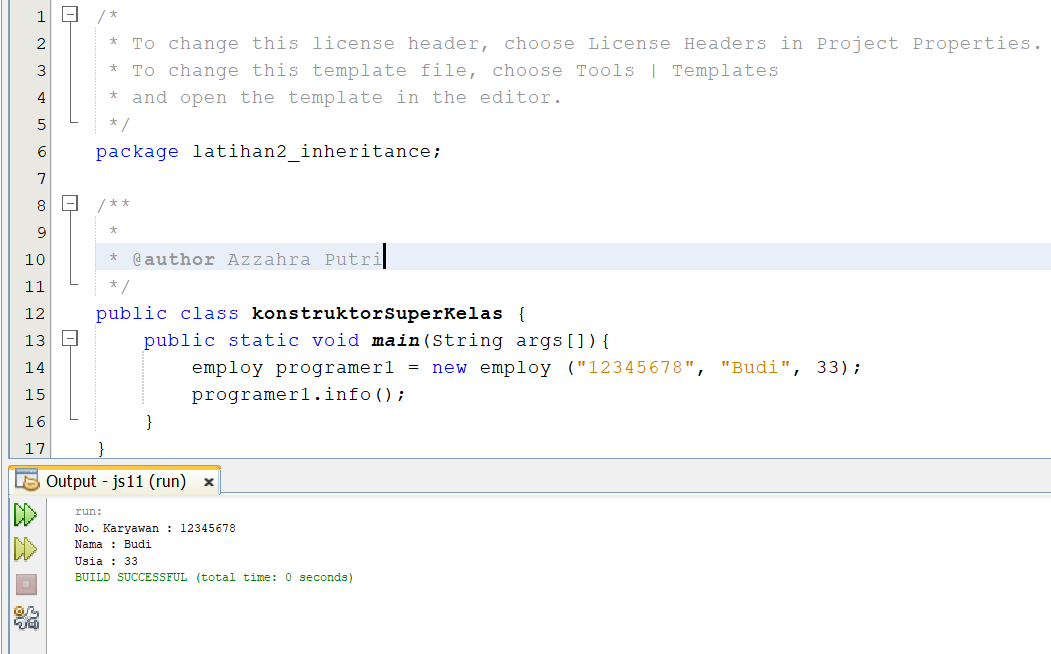 1 /*
2 * To change this license header, choose License Headers in Project Properties.
3 * To change this template file, choose Tools | Templates
4 * and open the template in the editor.
5 */
6 package latihan2_inheritance;
7
8 /**
9 *
10 * @author Azzahra Putri
11 */
12 public class konstruktorSuperKelas {
13 public static void main(String args[]){
14 employ programer1 = new employ ("12345678", "Budi", 33);
15 programer1.info();
16 }
17 }
Output - js11 (run) ×
run:
No. Karyawan : 12345678
Nama : Budi
Usia : 33
BUILD SUCCESSFUL (total time: 0 seconds)